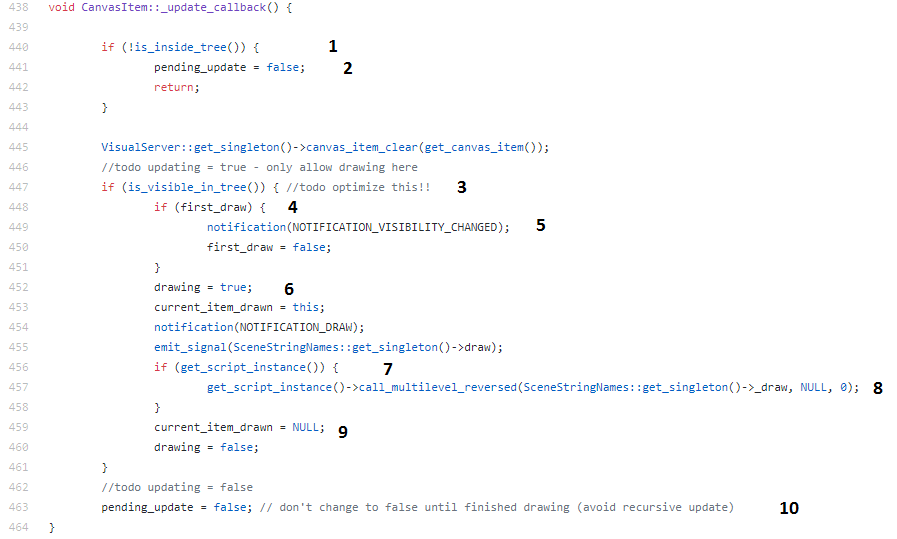 438 void CanvasItem::_update_callback() {
439
440 if (!is_inside_tree()) { 1
441 pending_update = false; 2
442 return;
443 }
444
445 VisualServer::get_singleton()->canvas_item_clear(get_canvas_item());
446 //todo updating = true - only allow drawing here
447 if (is_visible_in_tree()) { //todo optimize this!! 3
448 if (first_draw) { 4
449 notification(NOTIFICATION_VISIBILITY_CHANGED); 5
450 first_draw = false;
451 }
452 drawing = true; 6
453 current_item_drawn = this;
454 notification(NOTIFICATION_DRAW);
455 emit_signal(SceneStringNames::get_singleton()->draw);
456 if (get_script_instance()) { 7
457 get_script_instance()->call_multilevel_reversed(SceneStringNames::get_singleton()->_draw, NULL, 0); 8
458 }
459 current_item_drawn = NULL; 9
460 drawing = false;
461 }
462 //todo updating = false
463 pending_update = false; // don't change to false until finished drawing (avoid recursive update) 10
464 }